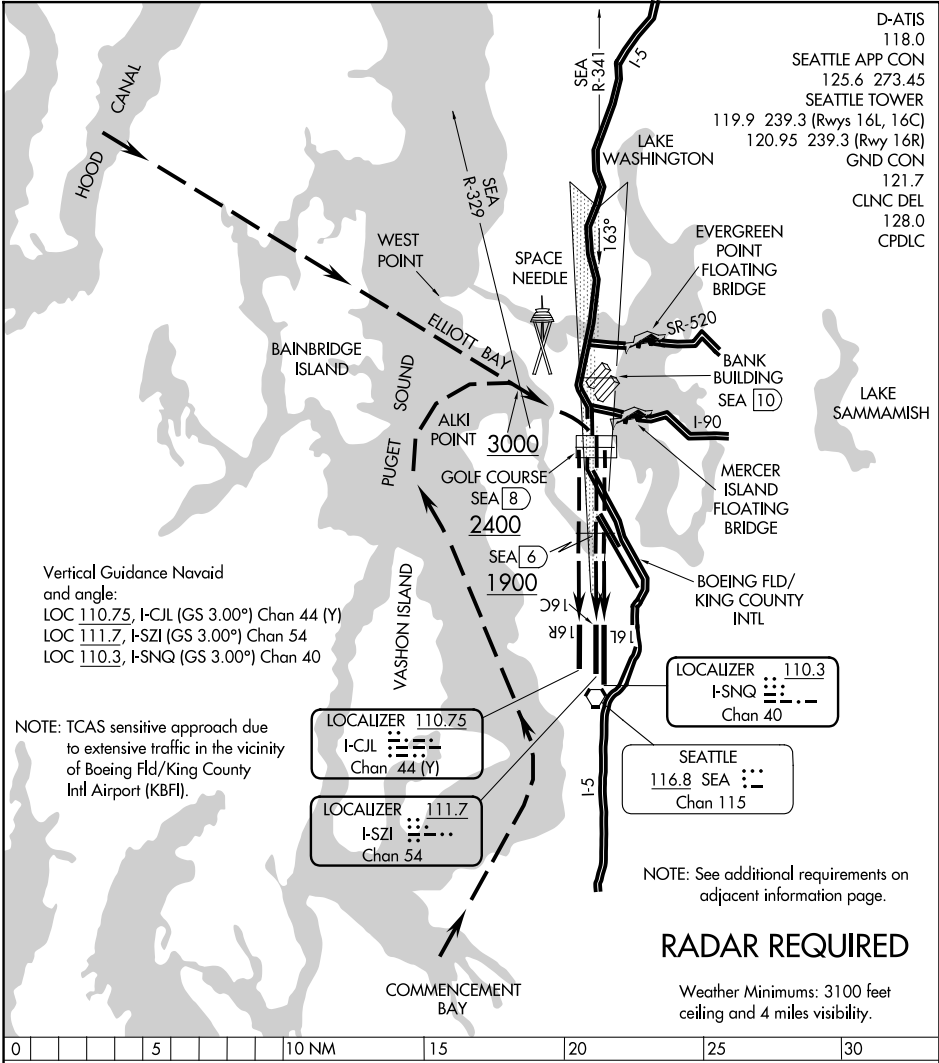 D-ATIS
118.0
SEATTLE APP CON
125.6 273.45
SEATTLE TOWER
119.9 239.3 (Rwys 16L, 16C)
120.95 239.3 (Rwy 16R)
GND CON
121.7
CLNC DEL
128.0
CPDLC
HOOD CANAL
SEA
R-341
I-5
SEA
R-329
163°
LAKE
WASHINGTON
WEST
POINT
SPACE
NEEDLE
EVERGREEN
POINT
FLOATING
BRIDGE
SR-520
ELLIOTT BAY
BAINBRIDGE
ISLAND
BANK
BUILDING
SEA 10
LAKE
SAMMAMISH
I-90
PUGET SOUND
ALKI
POINT
3000
GOLF COURSE
SEA 8
2400
SEA 6
1900
MERCER
ISLAND
FLOATING
BRIDGE
BOEING FLD/
KING COUNTY
INTL
16C
16R
16L
VASHON ISLAND
Vertical Guidance Navaid
and angle:
LOC 110.75, I-CJL (GS 3.00°) Chan 44 (Y)
LOC 111.7, I-SZI (GS 3.00°) Chan 54
LOC 110.3, I-SNQ (GS 3.00°) Chan 40
NOTE: TCAS sensitive approach due
to extensive traffic in the vicinity
of Boeing Fld/King County
Intl Airport (KBFI).
LOCALIZER 110.75
I-CJL
Chan 44 (Y)
LOCALIZER 111.7
I-SZI
Chan 54
LOCALIZER 110.3
I-SNQ
Chan 40
SEATTLE
116.8 SEA
Chan 115
I-5
NOTE: See additional requirements on
adjacent information page.
RADAR REQUIRED
COMMENCEMENT
BAY
Weather Minimums: 3100 feet
ceiling and 4 miles visibility.
0 5 10 NM 15 20 25 30